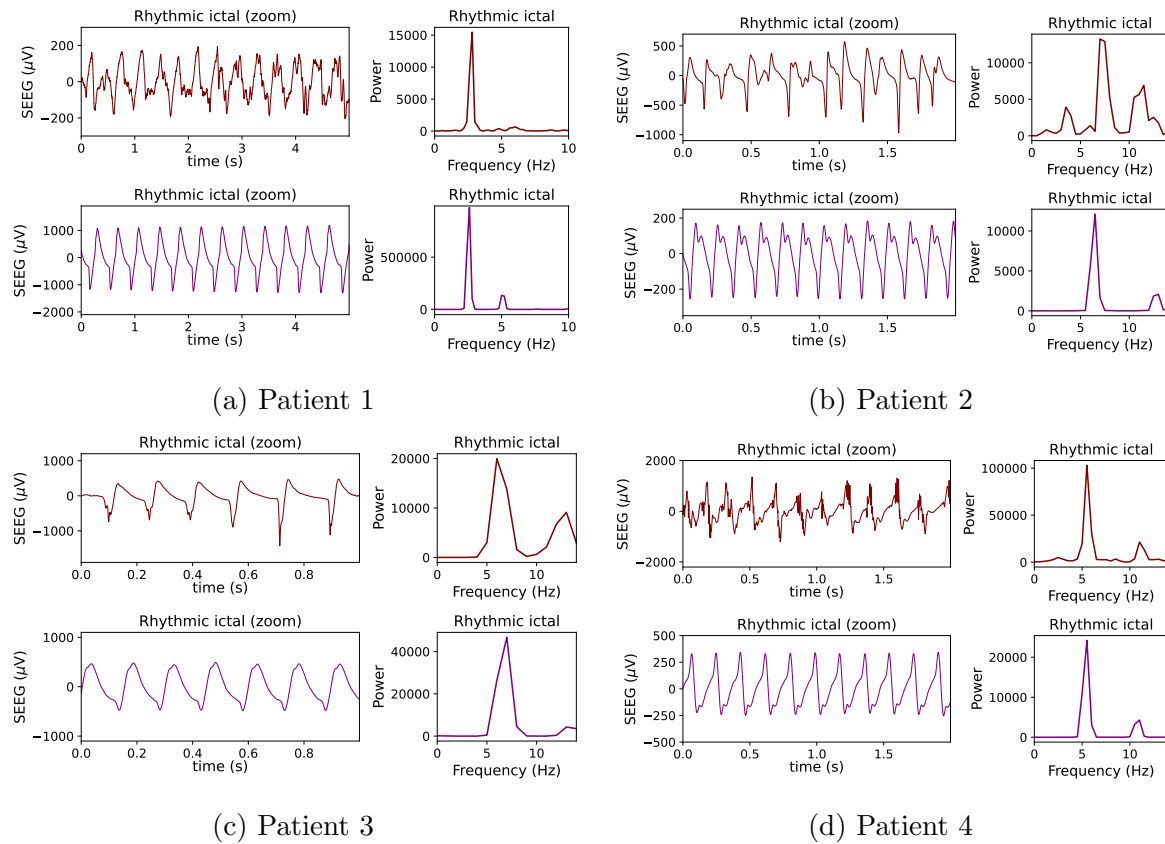 Rhythmic ictal (zoom)
Rhythmic ictal
SEEG (μV)
200
0
−200
0 1 2 3 4
time (s)
Power
15000
10000
5000
0
0 5 10
Frequency (Hz)
Rhythmic ictal (zoom)
Rhythmic ictal
SEEG (μV)
1000
0
−1000
−2000
0 1 2 3 4
time (s)
Power
500000
0
0 5 10
Frequency (Hz)
(a) Patient 1
Rhythmic ictal (zoom)
Rhythmic ictal
SEEG (μV)
500
0
−500
−1000
0.0 0.5 1.0 1.5
time (s)
Power
15000
10000
5000
0
0 5 10
Frequency (Hz)
Rhythmic ictal (zoom)
Rhythmic ictal
SEEG (μV)
200
0
−200
0.0 0.5 1.0 1.5
time (s)
Power
10000
5000
0
0 5 10
Frequency (Hz)
(b) Patient 2
Rhythmic ictal (zoom)
Rhythmic ictal
SEEG (μV)
1000
0
−1000
0.0 0.2 0.4 0.6 0.8
time (s)
Power
20000
10000
0
0 5 10
Frequency (Hz)
Rhythmic ictal (zoom)
Rhythmic ictal
SEEG (μV)
1000
0
−1000
0.0 0.2 0.4 0.6 0.8
time (s)
Power
40000
20000
0
0 5 10
Frequency (Hz)
(c) Patient 3
Rhythmic ictal (zoom)
Rhythmic ictal
SEEG (μV)
2000
0
−2000
0.0 0.5 1.0 1.5
time (s)
Power
100000
50000
0
0 5 10
Frequency (Hz)
Rhythmic ictal (zoom)
Rhythmic ictal
SEEG (μV)
500
250
0
−250
−500
0.0 0.5 1.0 1.5
time (s)
Power
20000
10000
0
0 5 10
Frequency (Hz)
(d) Patient 4